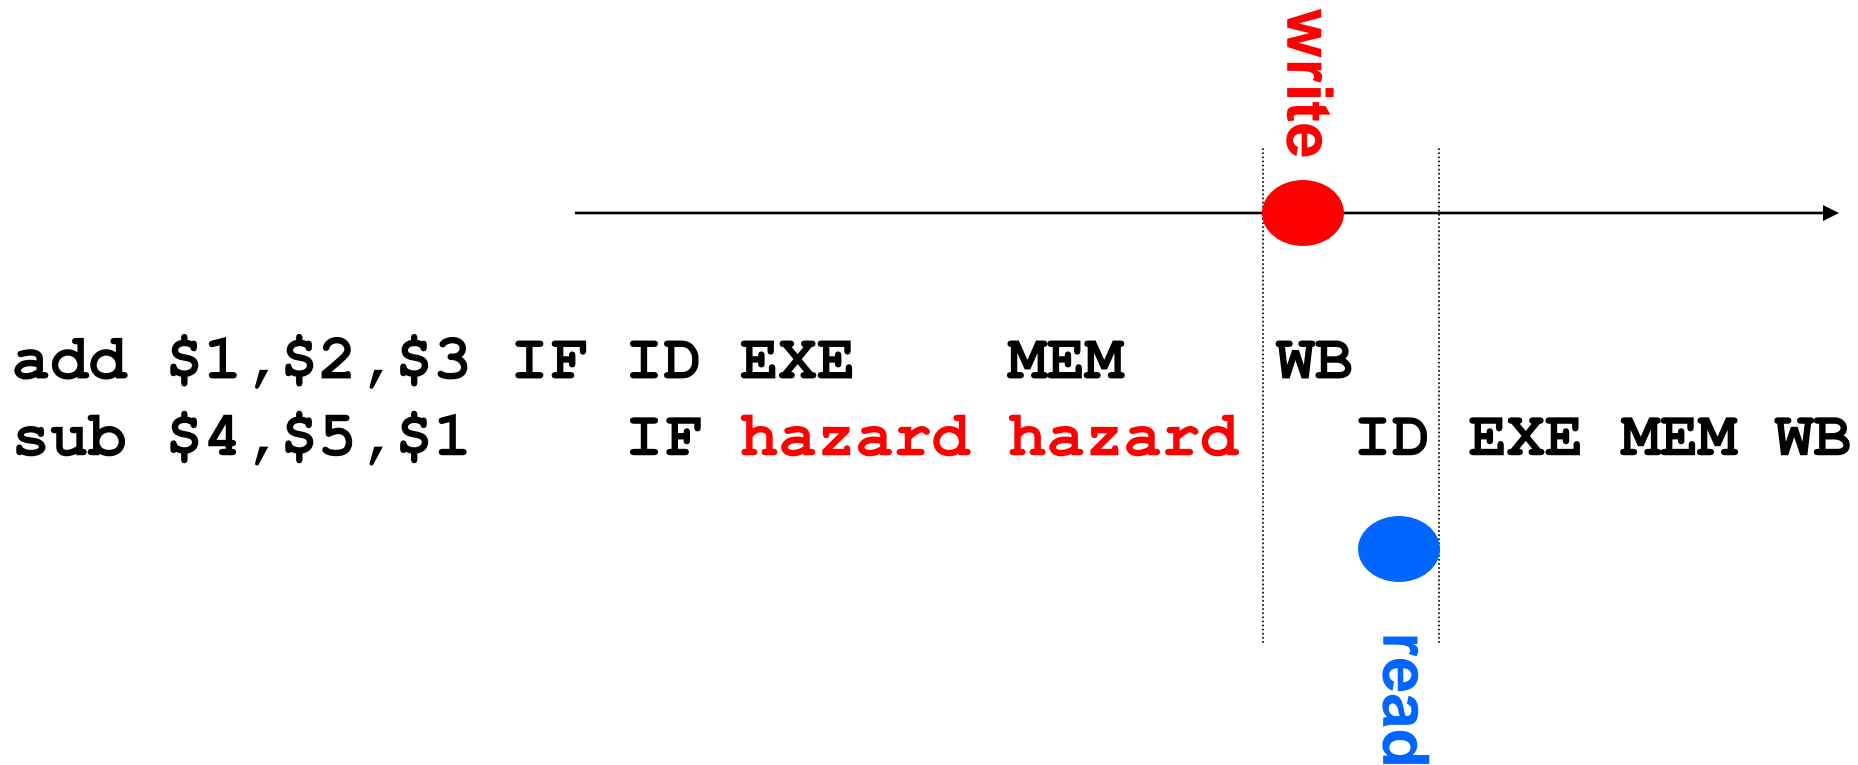 write
add $1,$2,$3 IF ID EXE MEM WB
sub $4,$5,$1 IF hazard hazard ID EXE MEM WB
read